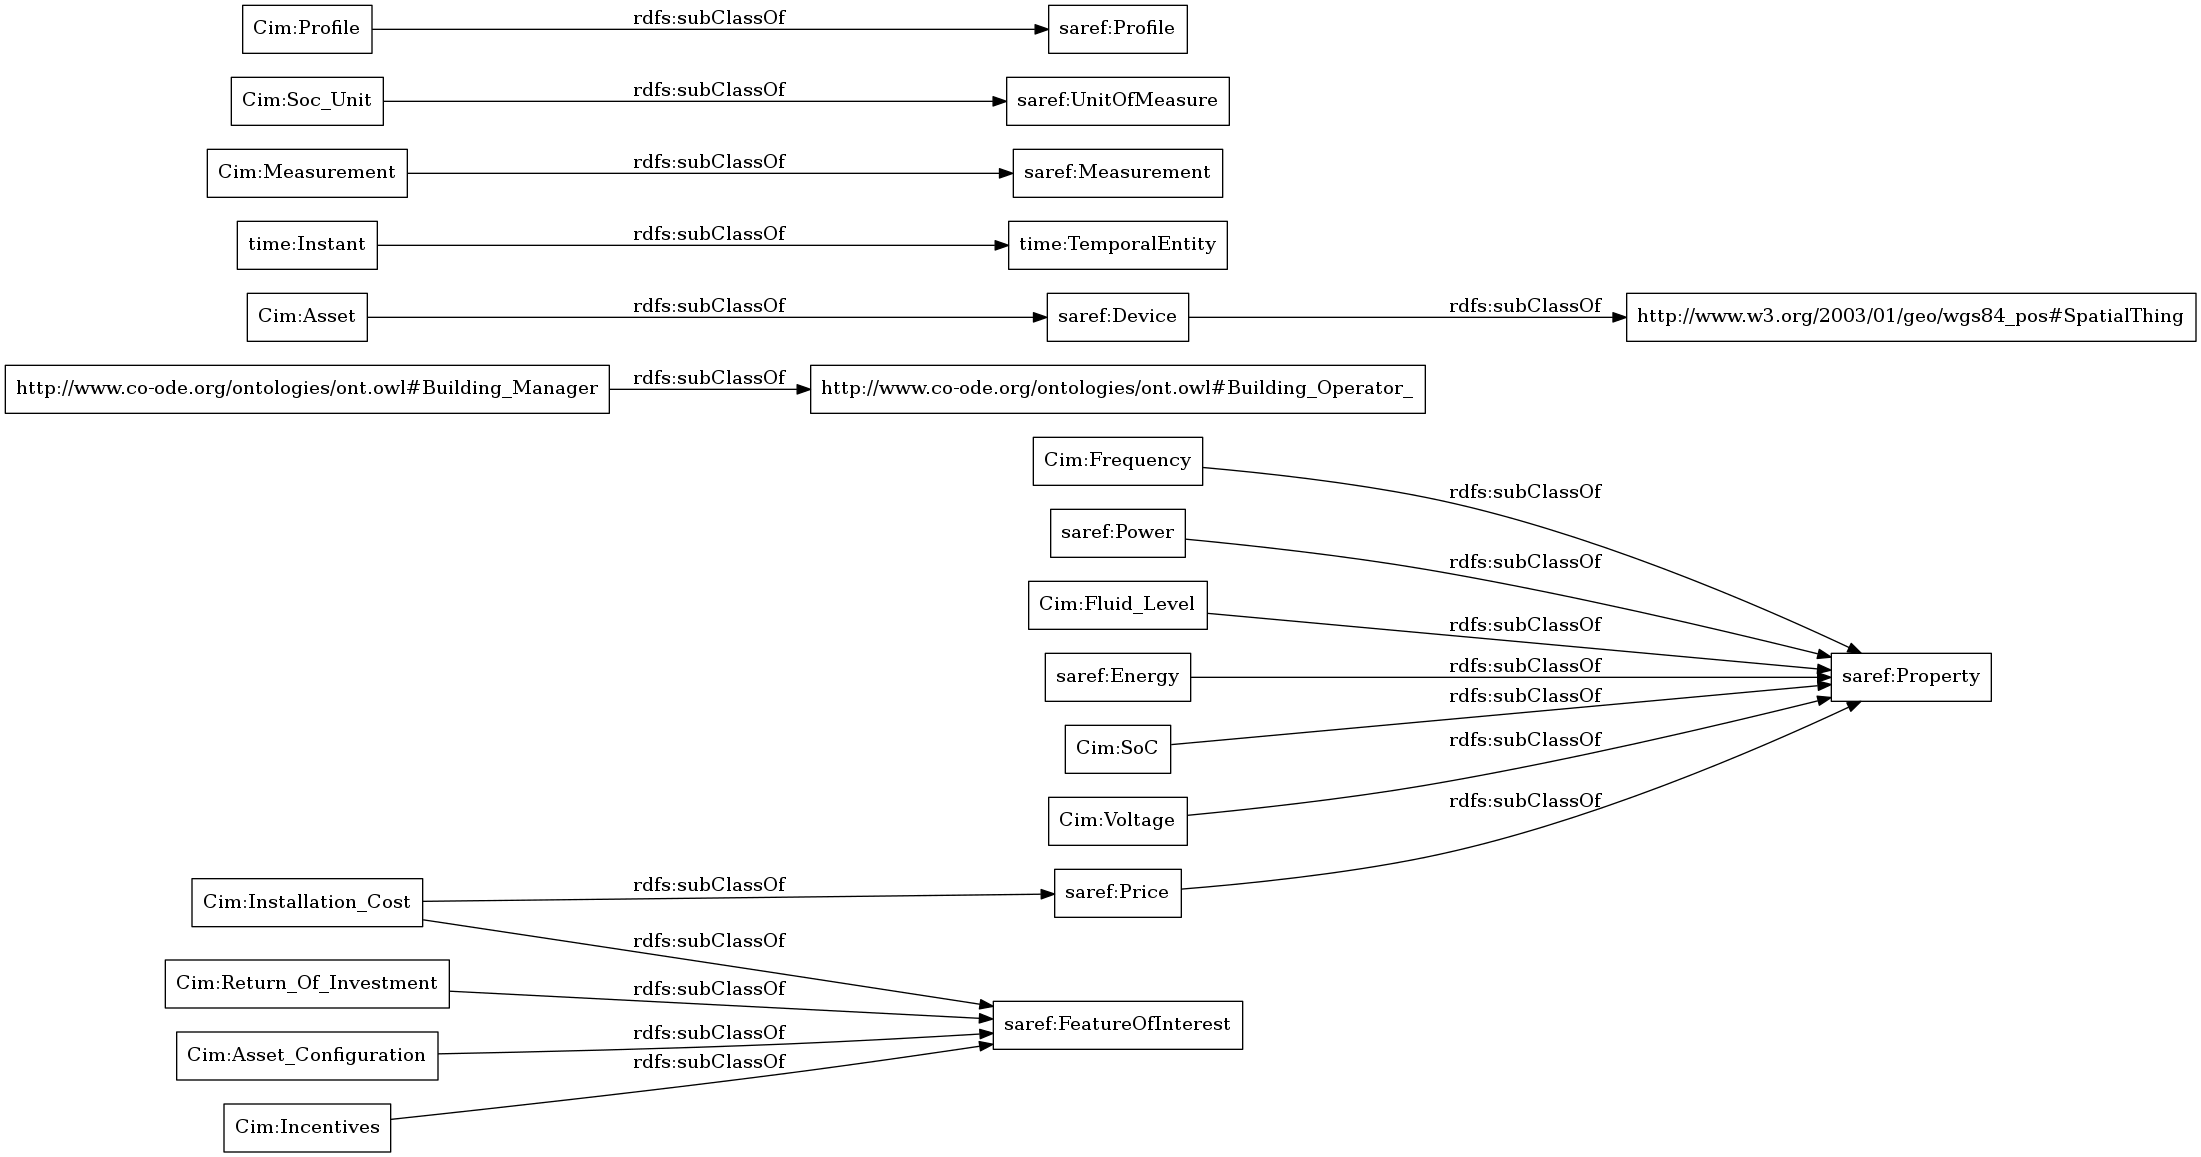 Cim:Profile
rdfs:subClassOf
saref:Profile
Cim:Soc_Unit
rdfs:subClassOf
saref:UnitOfMeasure
Cim:Measurement
rdfs:subClassOf
saref:Measurement
time:Instant
rdfs:subClassOf
time:TemporalEntity
Cim:Asset
rdfs:subClassOf
saref:Device
rdfs:subClassOf
http://www.w3.org/2003/01/geo/wgs84_pos#SpatialThing
http://www.co-ode.org/ontologies/ont.owl#Building_Manager
rdfs:subClassOf
http://www.co-ode.org/ontologies/ont.owl#Building_Operator_
Cim:Frequency
rdfs:subClassOf
saref:Power
rdfs:subClassOf
Cim:Fluid_Level
rdfs:subClassOf
saref:Energy
rdfs:subClassOf
saref:Property
Cim:SoC
rdfs:subClassOf
Cim:Voltage
rdfs:subClassOf
Cim:Installation_Cost
rdfs:subClassOf
saref:Price
rdfs:subClassOf
rdfs:subClassOf
Cim:Return_Of_Investment
rdfs:subClassOf
saref:FeatureOfInterest
Cim:Asset_Configuration
rdfs:subClassOf
Cim:Incentives
rdfs:subClassOf